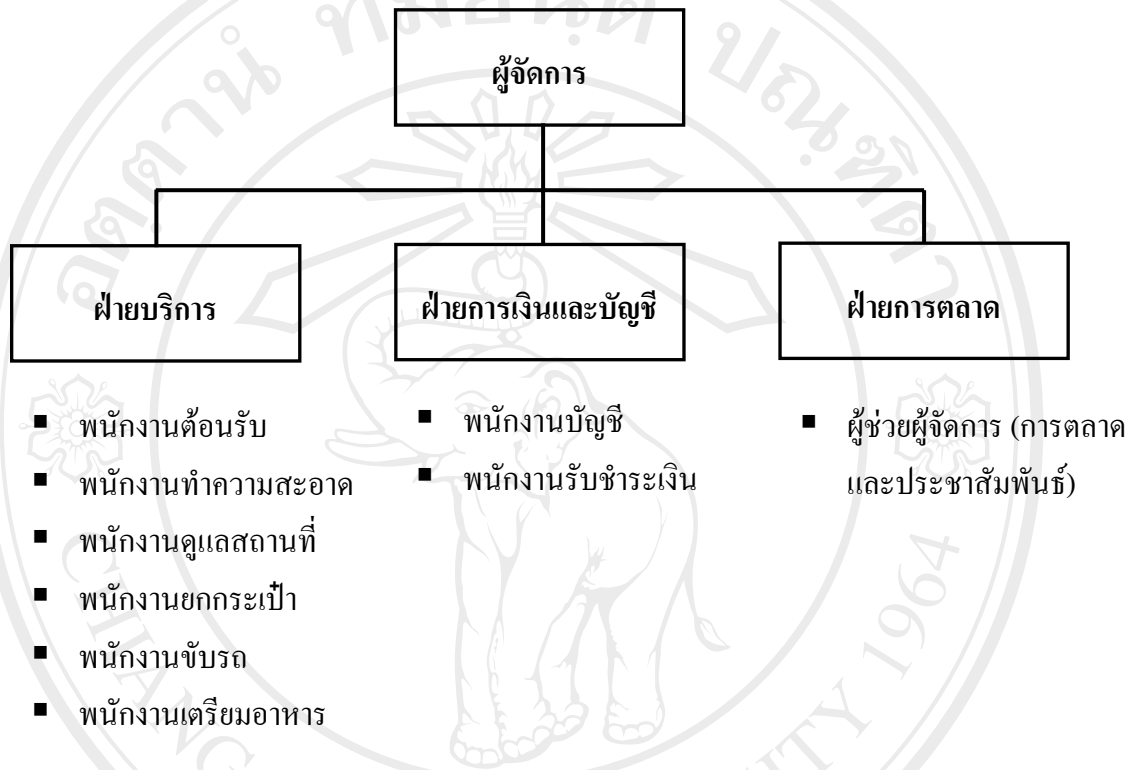 ผู้จัดการ
ฝ่ายบริการ
ฝ่ายการเงินและบัญชี
ฝ่ายการตลาด
▪ พนักงานต้อนรับ
▪ พนักงานทำความสะอาด
▪ พนักงานดูแลสถานที่
▪ พนักงานยกกระเป๋า
▪ พนักงานขับรถ
▪ พนักงานเตรียมอาหาร
▪ พนักงานบัญชี
▪ พนักงานรับชำระเงิน
▪ ผู้ช่วยผู้จัดการ (การตลาด
และประชาสัมพันธ์)
1964